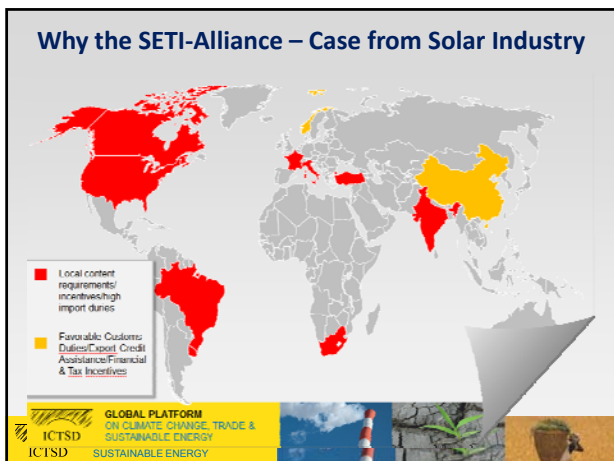 Why the SETI-Alliance – Case from Solar Industry
Local content
requirements/
incentives/high
import duties
Favorable Customs
Duties/Export Credit
Assistance/Financial
& Tax Incentives
GLOBAL PLATFORM
ON CLIMATE CHANGE, TRADE &
SUSTAINABLE ENERGY
ICTSD
ICTSD
SUSTAINABLE ENERGY